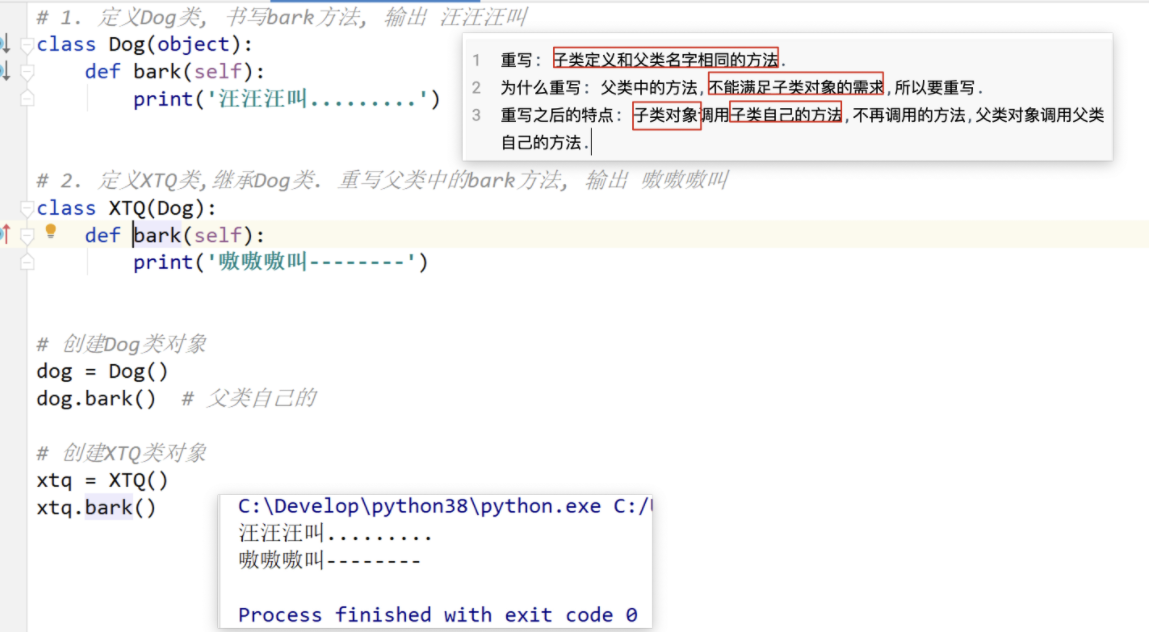 # 1. 定义Dog类, 书写bark方法, 输出 汪汪汪叫
class Dog(object):
def bark(self):
print('汪汪汪叫.........')
1 重写: 子类定义和父类名字相同的方法.
2 为什么重写: 父类中的方法,不能满足子类对象的需求,所以要重写.
3 重写之后的特点: 子类对象调用子类自己的方法,不再调用的方法,父类对象调用父类
自己的方法.
# 2. 定义XTQ类,继承Dog类. 重写父类中的bark方法, 输出 嗷嗷嗷叫
class XTQ(Dog):
def bark(self):
print('嗷嗷嗷叫--------')
# 创建Dog类对象
dog = Dog()
dog.bark() # 父类自己的
# 创建XTQ类对象
xtq = XTQ()
xtq.bark()
C:\Develop\python38\python.exe C:/
汪汪汪叫.........
嗷嗷嗷叫--------
Process finished with exit code 0